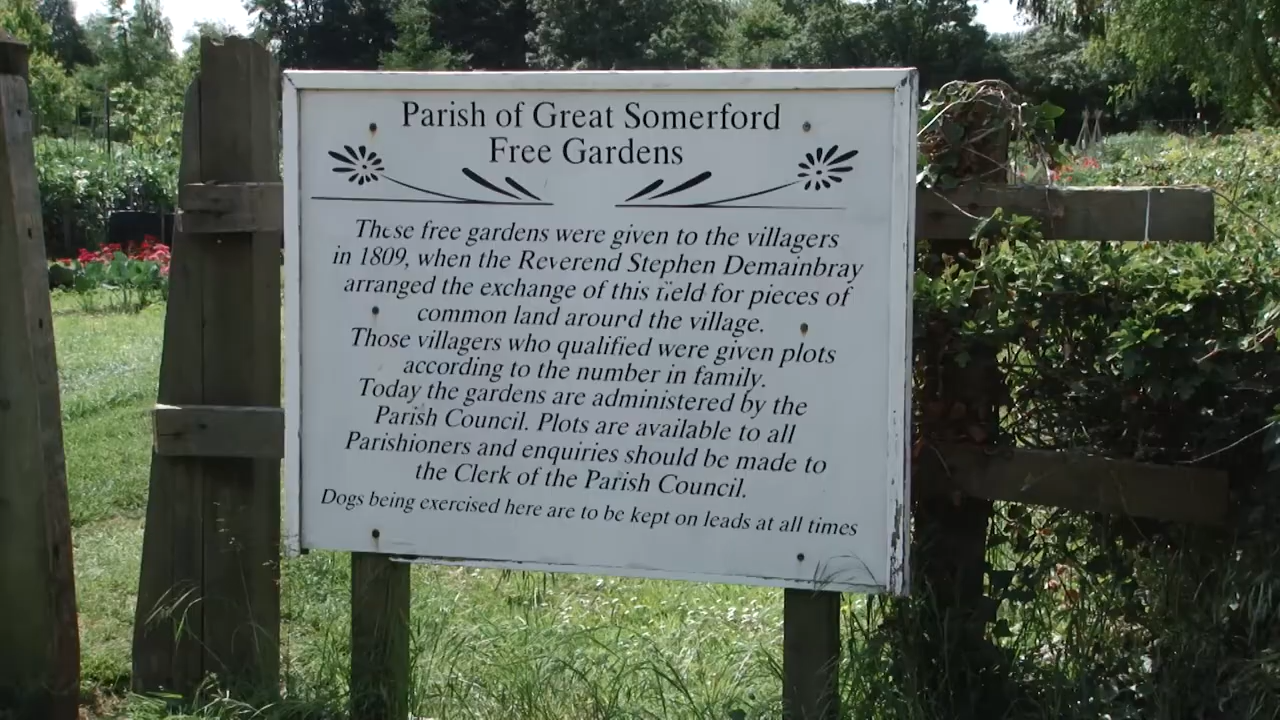 Parish of Great Somerford
Free Gardens
These free gardens were given to the villagers
in 1809, when the Reverend Stephen Demainbray
arranged the exchange of this field for pieces of
common land around the village.
Those villagers who qualified were given plots
according to the number in family.
Today the gardens are administered by the
Parish Council. Plots are available to all
Parishioners and enquiries should be made to
the Clerk of the Parish Council.
Dogs being exercised here are to be kept on leads at all times